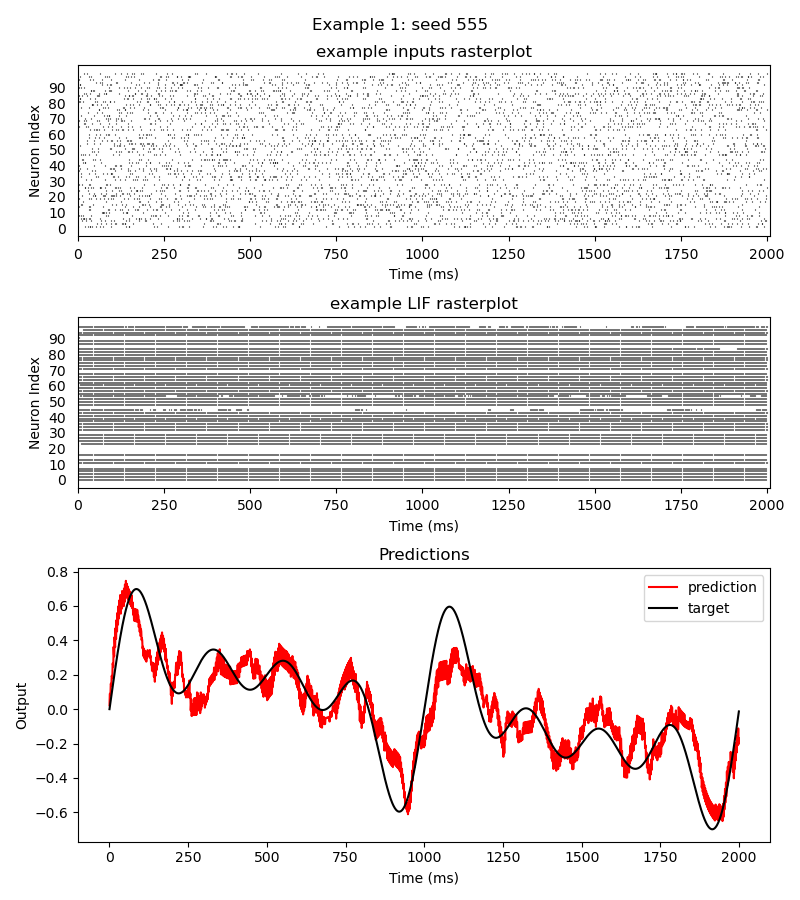 Example 1: seed 555
example inputs rasterplot
Neuron Index
90
80
70
60
50
40
30
20
10
0
0 250 500 750 1000 1250 1500 1750 2000
Time (ms)
example LIF rasterplot
Neuron Index
90
80
70
60
50
40
30
20
10
0
0 250 500 750 1000 1250 1500 1750 2000
Time (ms)
Predictions
Output
0.8
0.6
0.4
0.2
0.0
−0.2
−0.4
−0.6
prediction
target
0 250 500 750 1000 1250 1500 1750 2000
Time (ms)